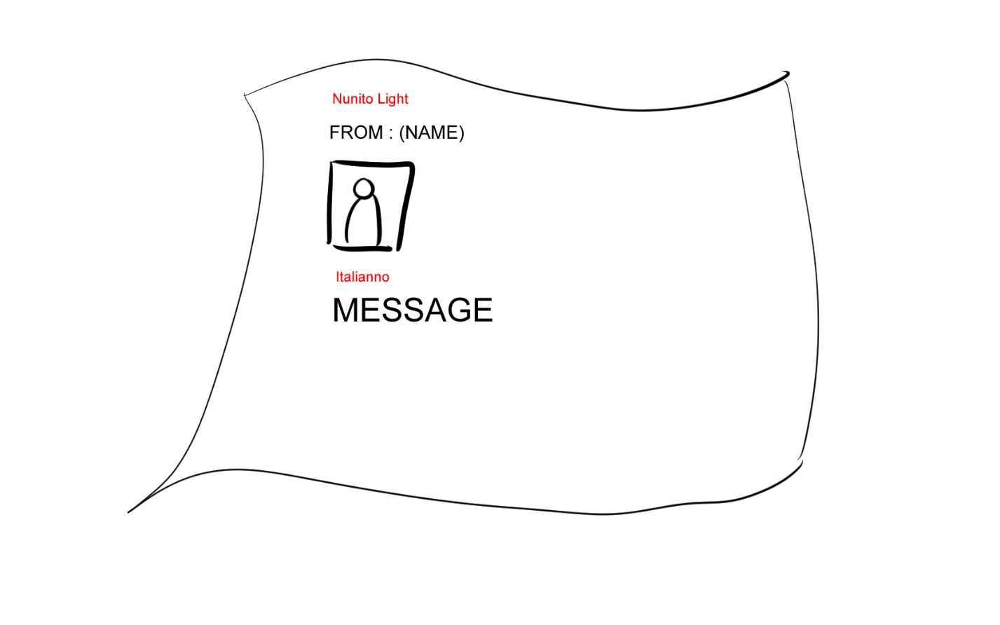 Nunito Light
FROM : (NAME)
Italianno
MESSAGE